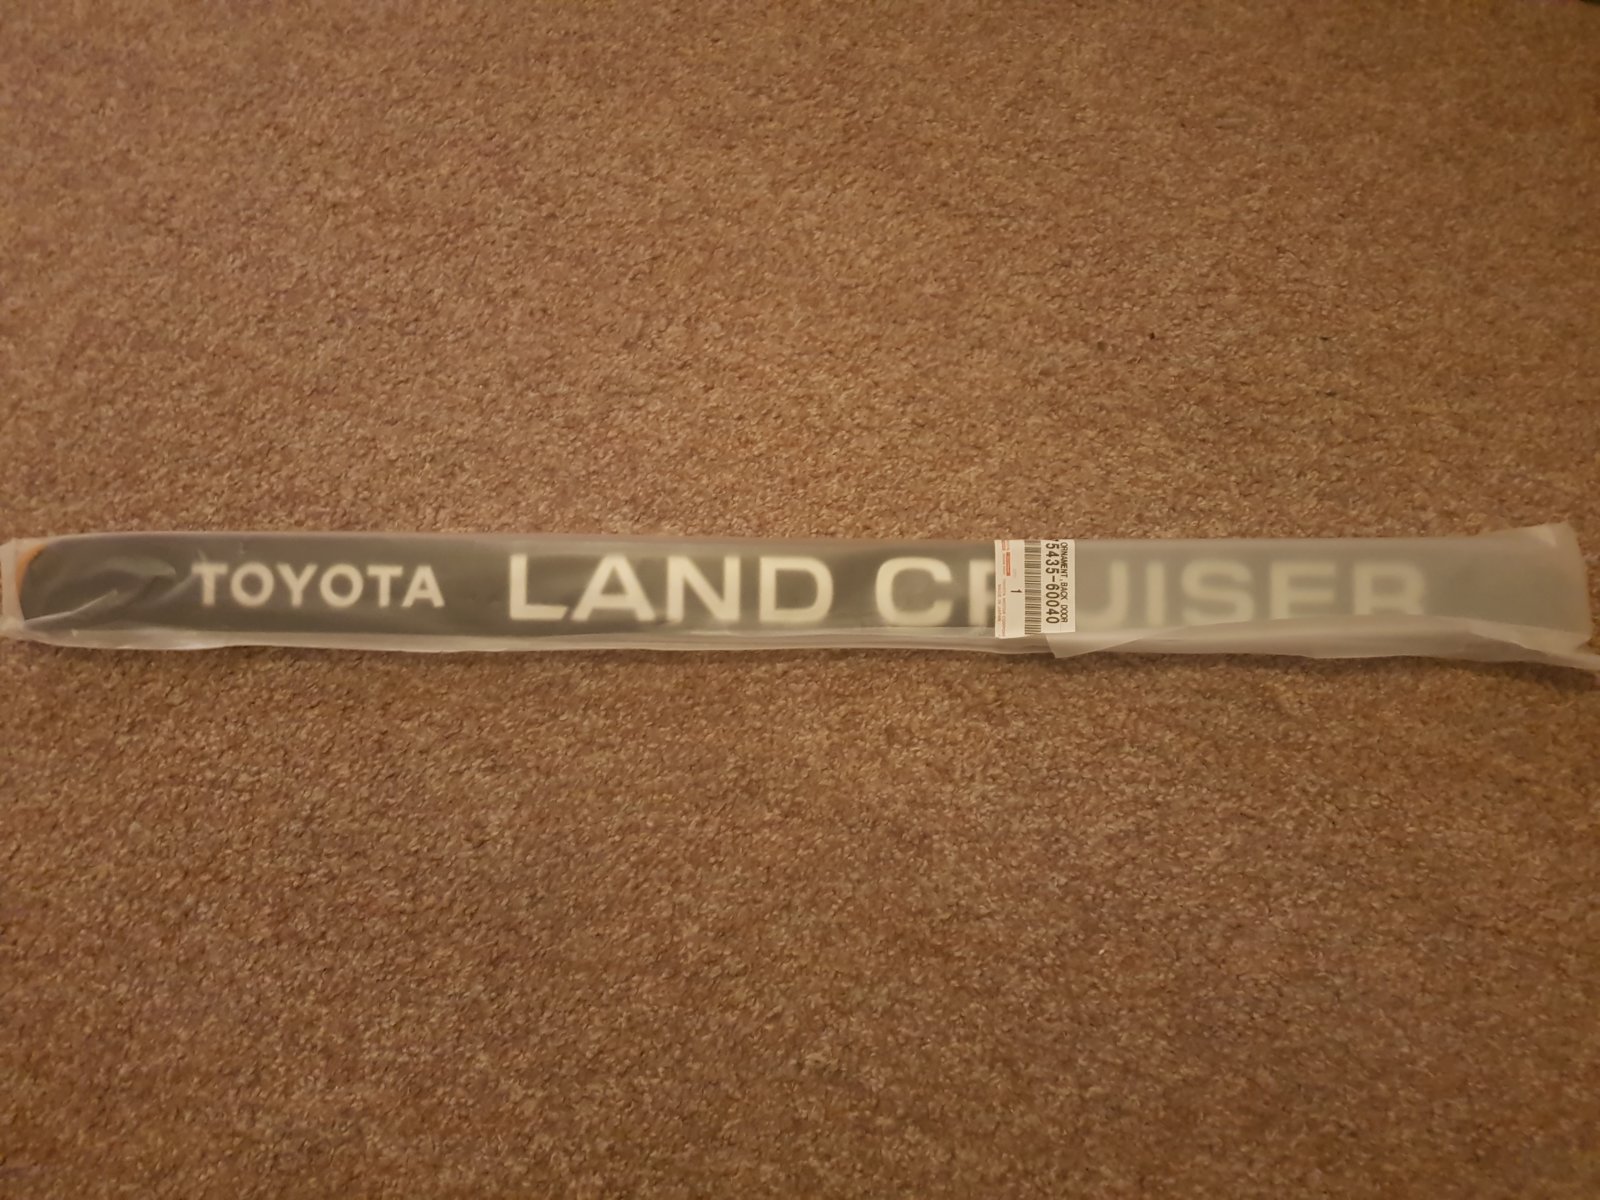 TOYOTA LAND CRUISER
ORNAMENT, BACK DOOR
75435-60040
1